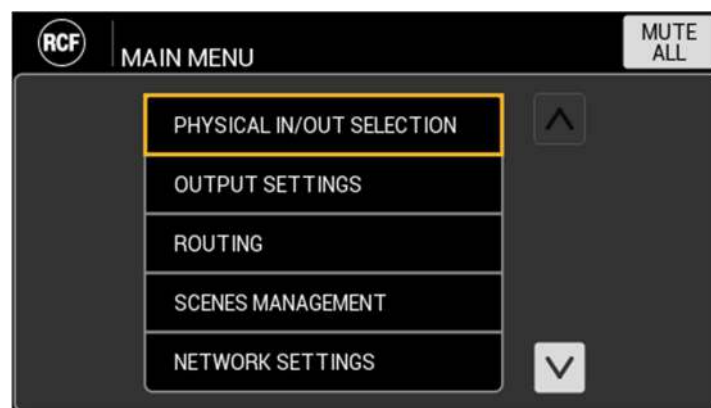 RCF
MAIN MENU
MUTE
ALL
PHYSICAL IN/OUT SELECTION
OUTPUT SETTINGS
ROUTING
SCENES MANAGEMENT
NETWORK SETTINGS